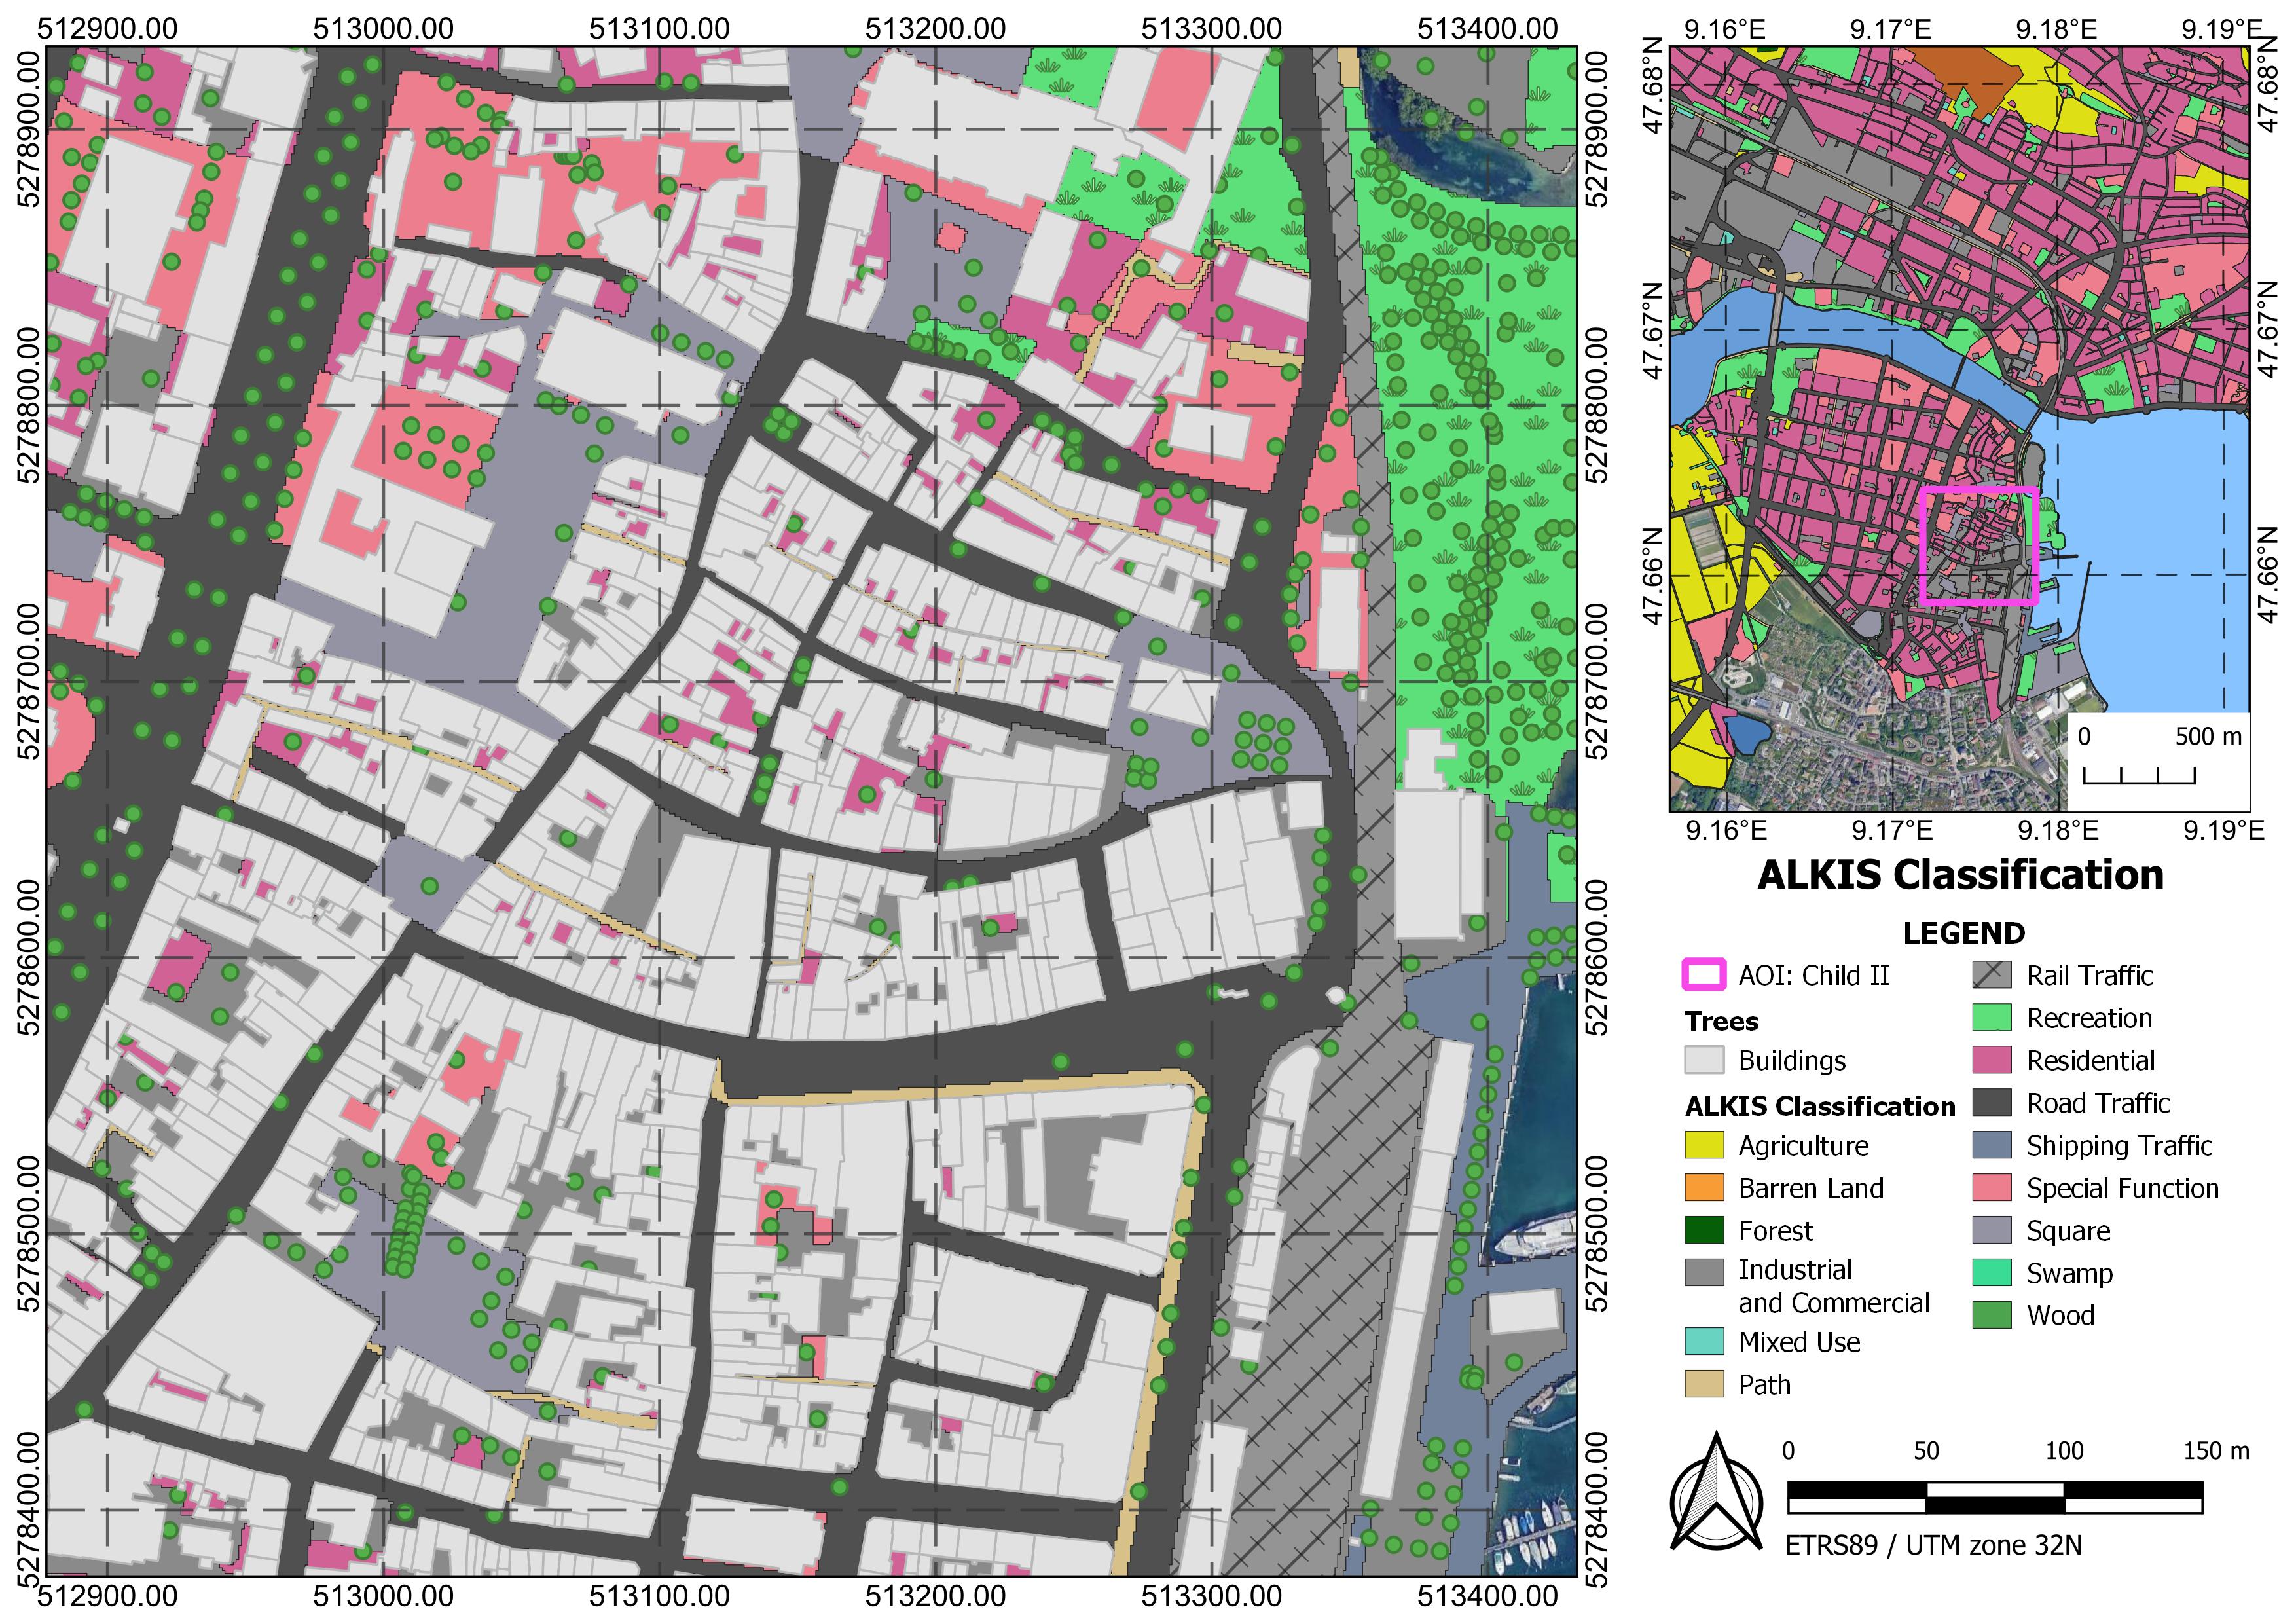 512900.00 513000.00 513100.00 513200.00 513300.00 513400.00
5278900.00
5278800.00
5278700.00
5278600.00
5278500.00
5278400.00
5278900.00
5278800.00
5278700.00
5278600.00
5278500.00
5278400.00
512900.00 513000.00 513100.00 513200.00 513300.00 513400.00
9.16°E 9.17°E 9.18°E 9.19°E
47.68°N
47.67°N
47.66°N
47.68°N
47.67°N
47.66°N
0 500 m
9.16°E 9.17°E 9.18°E 9.19°E
ALKIS Classification
LEGEND
AOI: Child II
Trees
Buildings
ALKIS Classification
Agriculture
Barren Land
Forest
Industrial
and Commercial
Mixed Use
Path
Rail Traffic
Recreation
Residential
Road Traffic
Shipping Traffic
Special Function
Square
Swamp
Wood
0 50 100 150 m
ETRS89 / UTM zone 32N